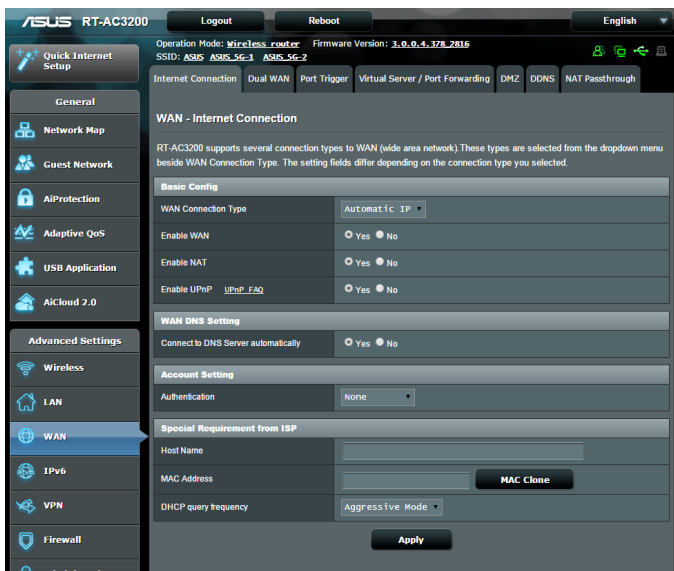 ASUS RT-AC3200 Logout Reboot English
Quick Internet Setup
Operation Mode: Wireless router Firmware Version: 3.0.0.4.378_2816
SSID: ASUS ASUS_5G-1 ASUS_5G-2
Internet Connection Dual WAN Port Trigger Virtual Server / Port Forwarding DMZ DDNS NAT Passthrough
General
Network Map
Guest Network
AiProtection
Adaptive QoS
USB Application
AiCloud 2.0
Advanced Settings
Wireless
LAN
WAN
IPv6
VPN
Firewall
WAN - Internet Connection
RT-AC3200 supports several connection types to WAN (wide area network).These types are selected from the dropdown menu
beside WAN Connection Type. The setting fields differ depending on the connection type you selected.
Basic Config
WAN Connection Type Automatic IP
Enable WAN Yes No
Enable NAT Yes No
Enable UPnP UPnP FAQ Yes No
WAN DNS Setting
Connect to DNS Server automatically Yes No
Account Setting
Authentication None
Special Requirement from ISP
Host Name
MAC Address MAC Clone
DHCP query frequency Aggressive Mode
Apply